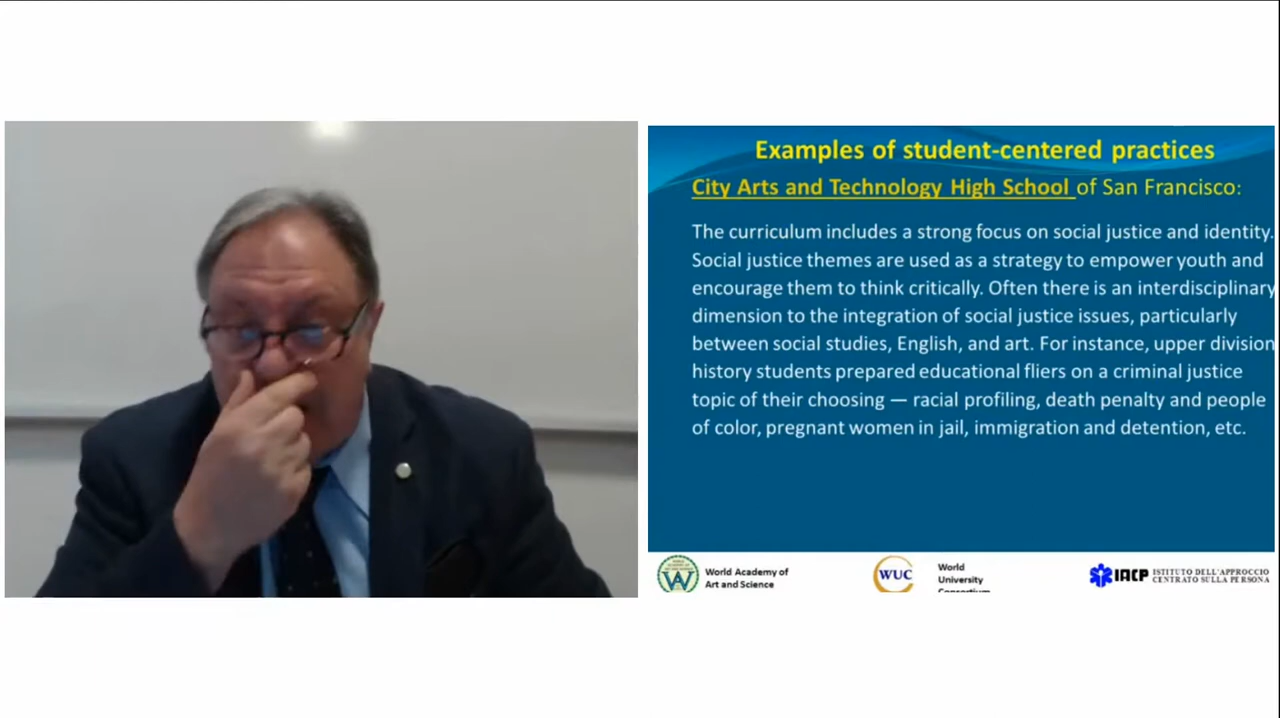 Examples of student-centered practices
City Arts and Technology High School of San Francisco:
The curriculum includes a strong focus on social justice and identity.
Social justice themes are used as a strategy to empower youth and
encourage them to think critically. Often there is an interdisciplinary
dimension to the integration of social justice issues, particularly
between social studies, English, and art. For instance, upper division
history students prepared educational fliers on a criminal justice
topic of their choosing — racial profiling, death penalty and people
of color, pregnant women in jail, immigration and detention, etc.
World Academy of
Art and Science
WUC
World
University
Consortium
IACP
ISTITUTO DELL'APPROCCIO
CENTRATO SULLA PERSONA